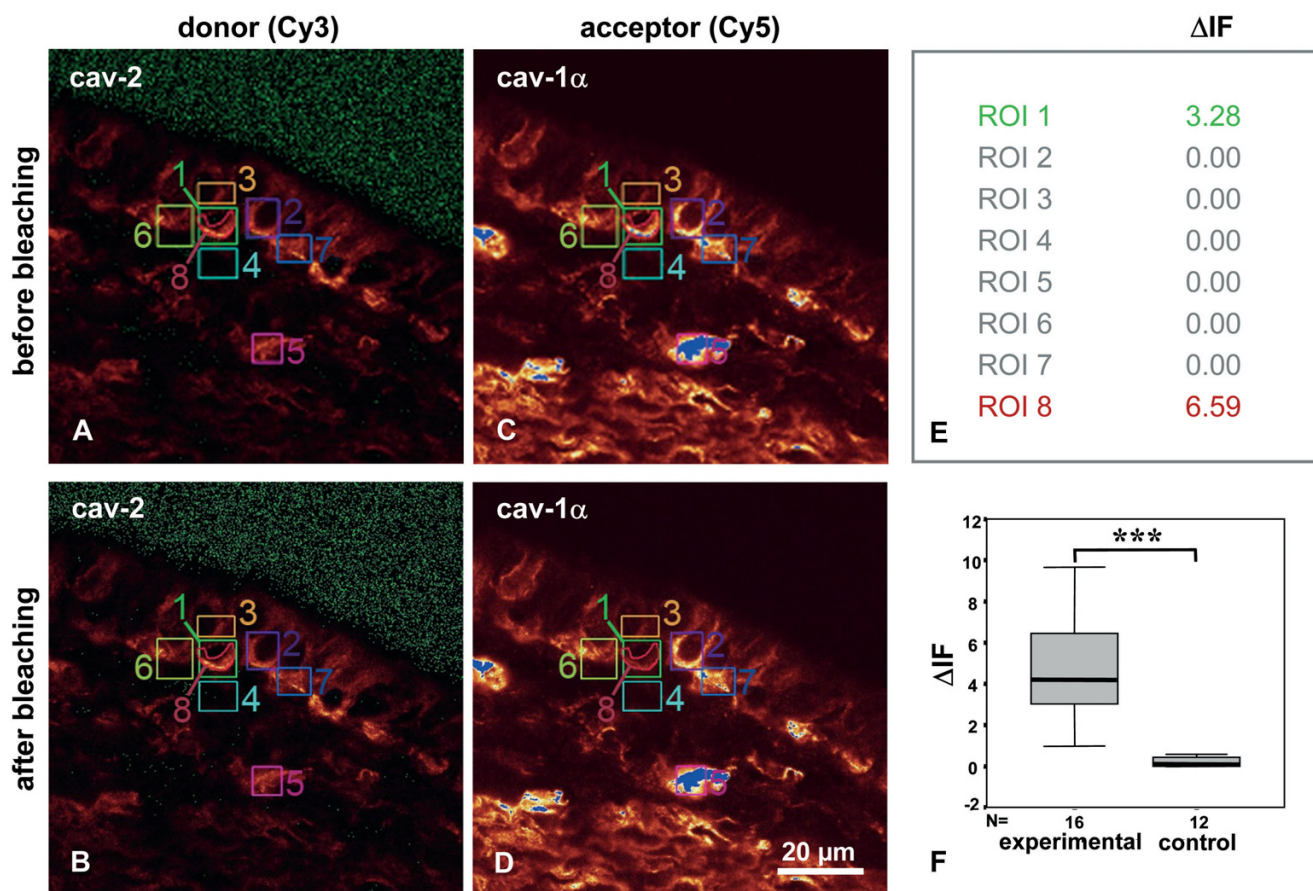 donor (Cy3)
acceptor (Cy5)
ΔIF
before bleaching
cav-2
1
3
2
6
7
8
4
5
A
cav-1α
1
3
2
6
7
8
4
5
C
ROI 1 3.28
ROI 2 0.00
ROI 3 0.00
ROI 4 0.00
ROI 5 0.00
ROI 6 0.00
ROI 7 0.00
ROI 8 6.59
E
after bleaching
cav-2
1
3
2
6
7
8
4
5
B
cav-1α
1
3
2
6
7
8
4
5
20 µm
D
12
10
8
6
4
2
0
-2
ΔIF
***
N= 16 12
experimental control
F